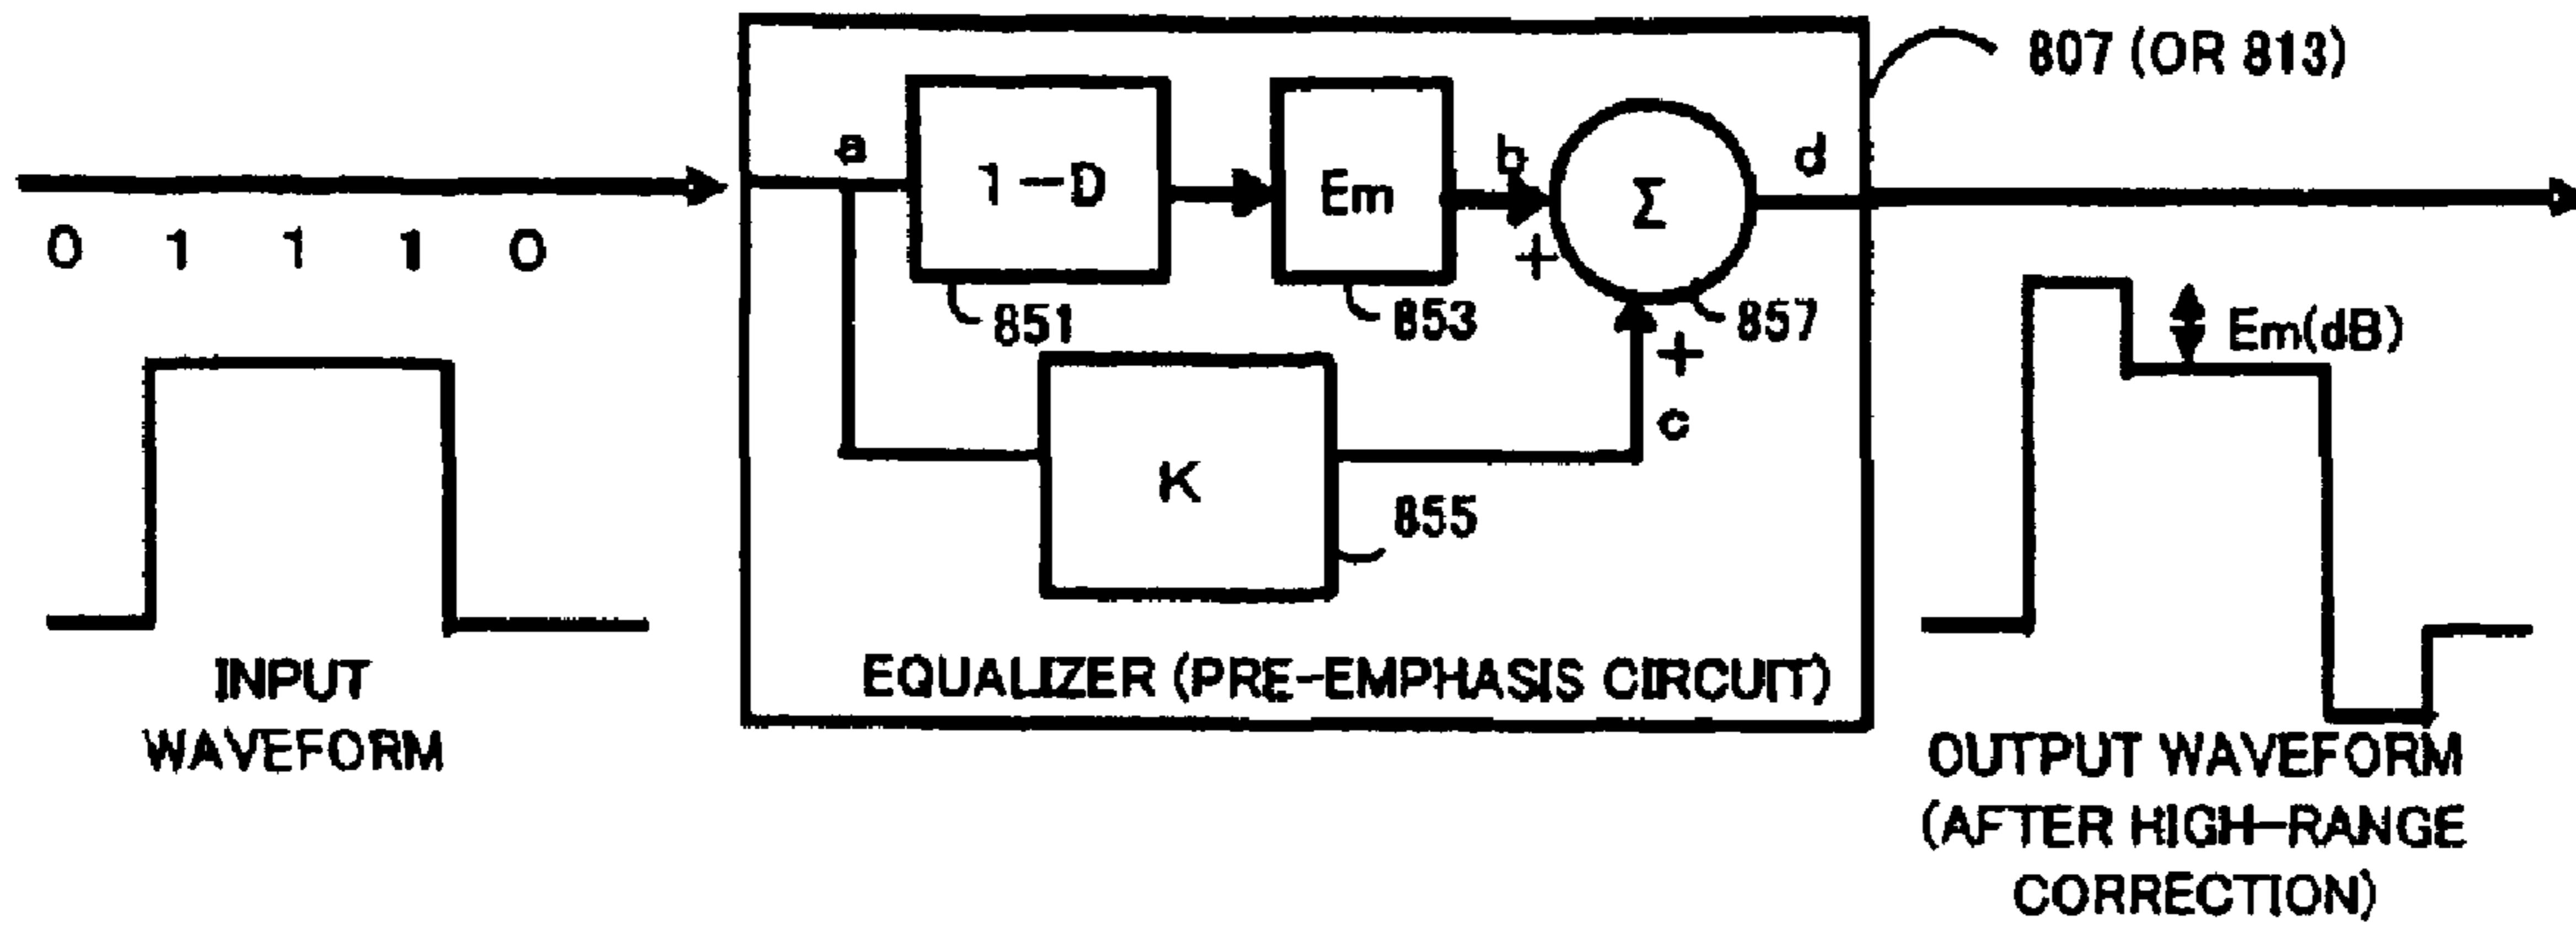 807 (OR 813)
a
1-D
Em
b
Σ
d
+
0 1 1 1 0
851
853
857
+
Em(dB)
c
K
855
EQUALIZER (PRE-EMPHASIS CIRCUIT)
INPUT
WAVEFORM
OUTPUT WAVEFORM
(AFTER HIGH-RANGE
CORRECTION)